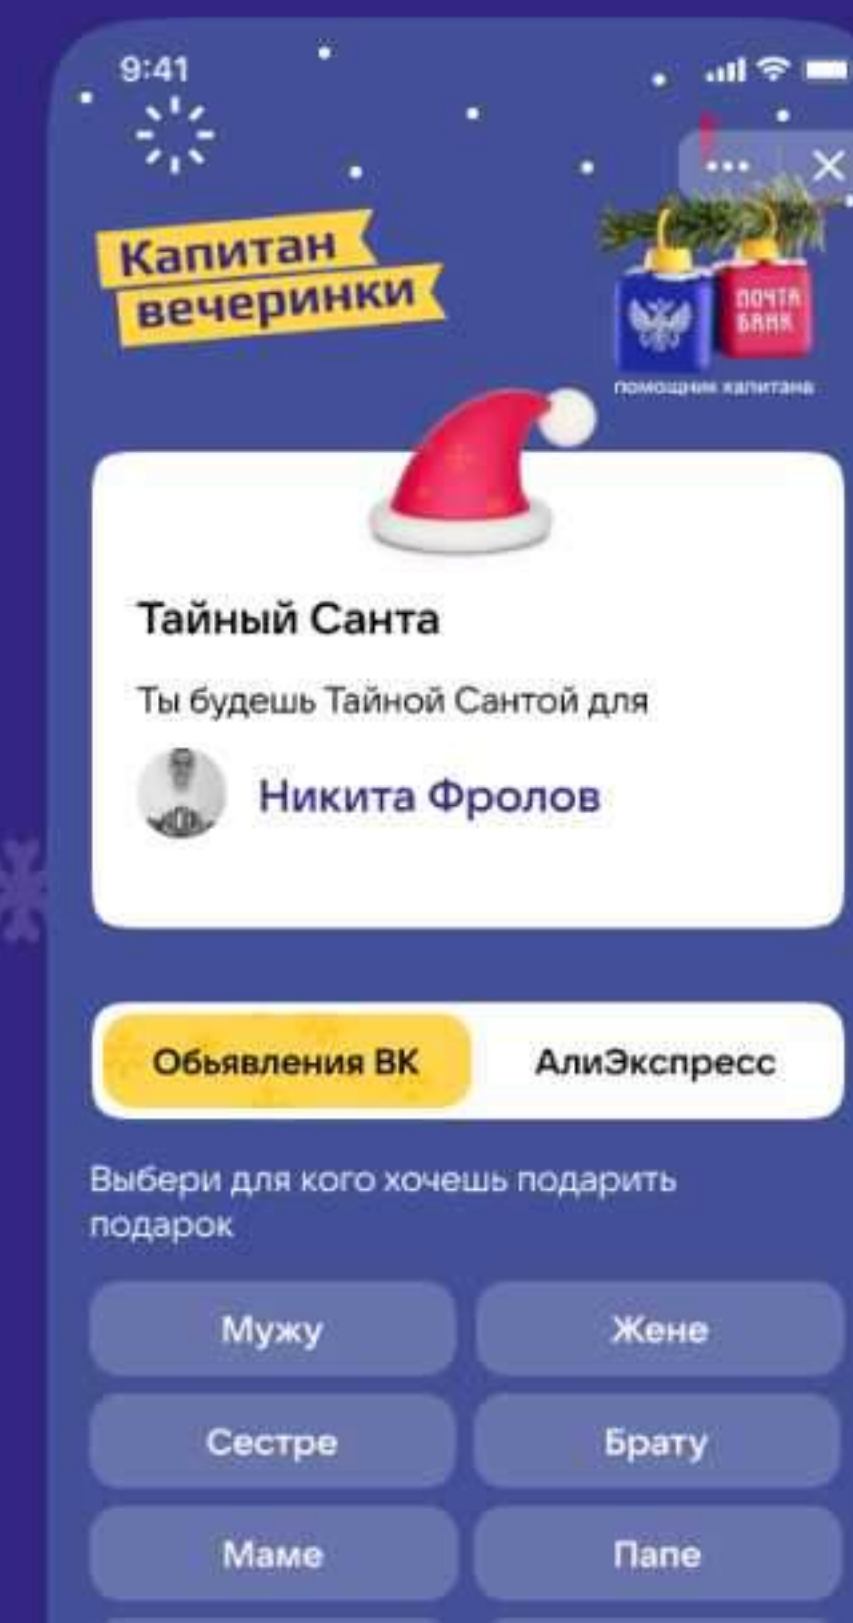 9:41
Капитан
вечеринки
ПОЧТА
БАНК
помощник капитана
Тайный Санта
Ты будешь Тайной Сантой для
Никита Фролов
Обьявления ВК
АлиЭкспресс
Выбери для кого хочешь подарить
подарок
Мужу
Жене
Сестре
Брату
Маме
Папе